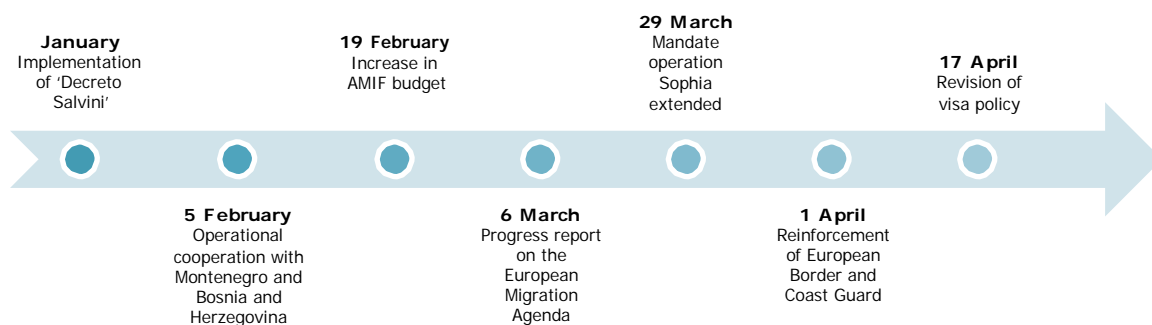 January
Implementation
of ‘Decreto
Salvini’
5 February
Operational
cooperation with
Montenegro and
Bosnia and
Herzegovina
19 February
Increase in
AMIF budget
6 March
Progress report
on the
European
Migration
Agenda
29 March
Mandate
operation
Sophia
extended
1 April
Reinforcement
of European
Border and
Coast Guard
17 April
Revision of
visa policy